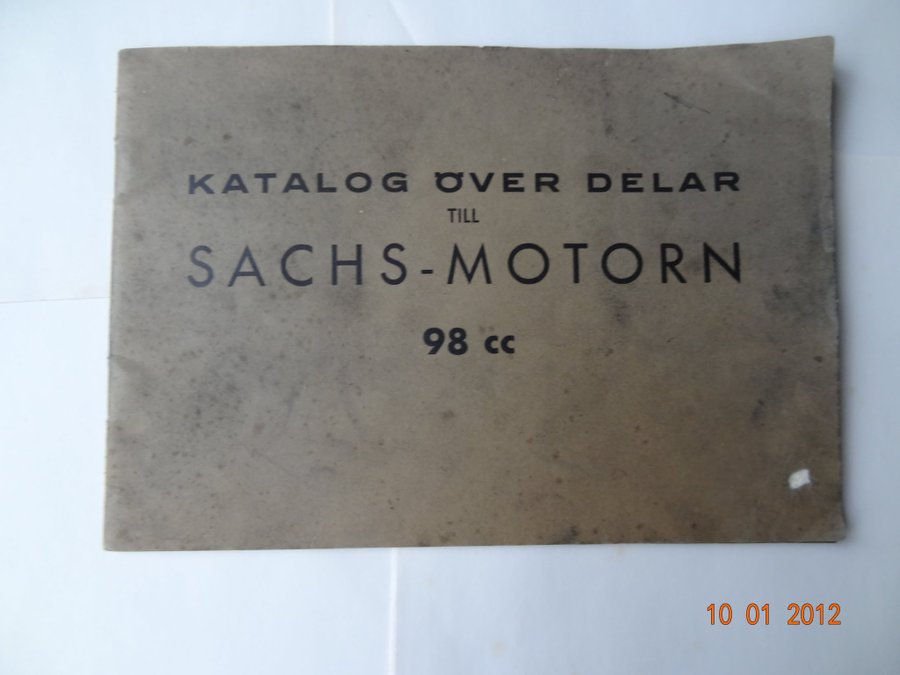 KATALOG ÖVER DELAR
TILL
SACHS-MOTORN
98 cc
10 01 2012